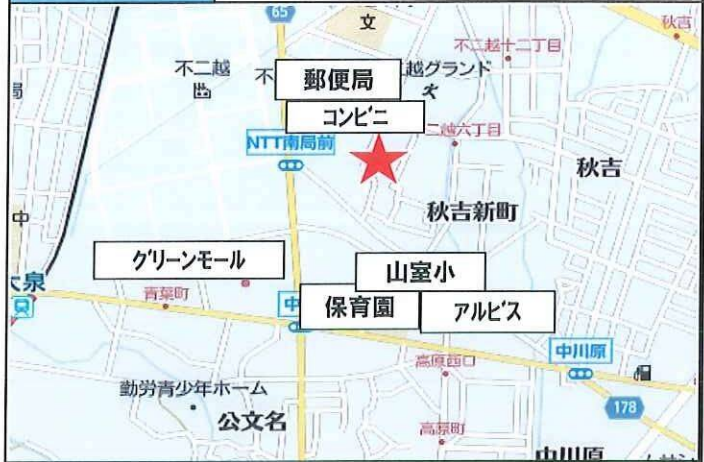 65
文
秋吉
不二越十二丁目
不二越
不
郵便局
越グランド
コンビニ
二越六丁目
NTT南局前
秋吉
秋吉新町
中
グリーンモール
山室小
大泉
青葉町
中
保育園
アルビス
中川原
高原西口
勤労青少年ホーム
178
公文名
高原町
中川原